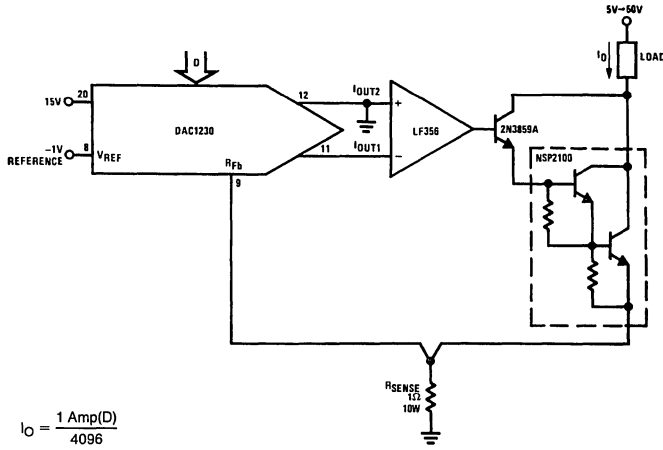 5V→60V
IO
LOAD
D
15V
20
DAC1230
12
IOUT2
+
LF356
2N3859A
−1V
REFERENCE
8
VREF
RFb
9
11
IOUT1
−
NSP2100
RSENSE
1Ω
10W
IO = 1 Amp(D)
4096